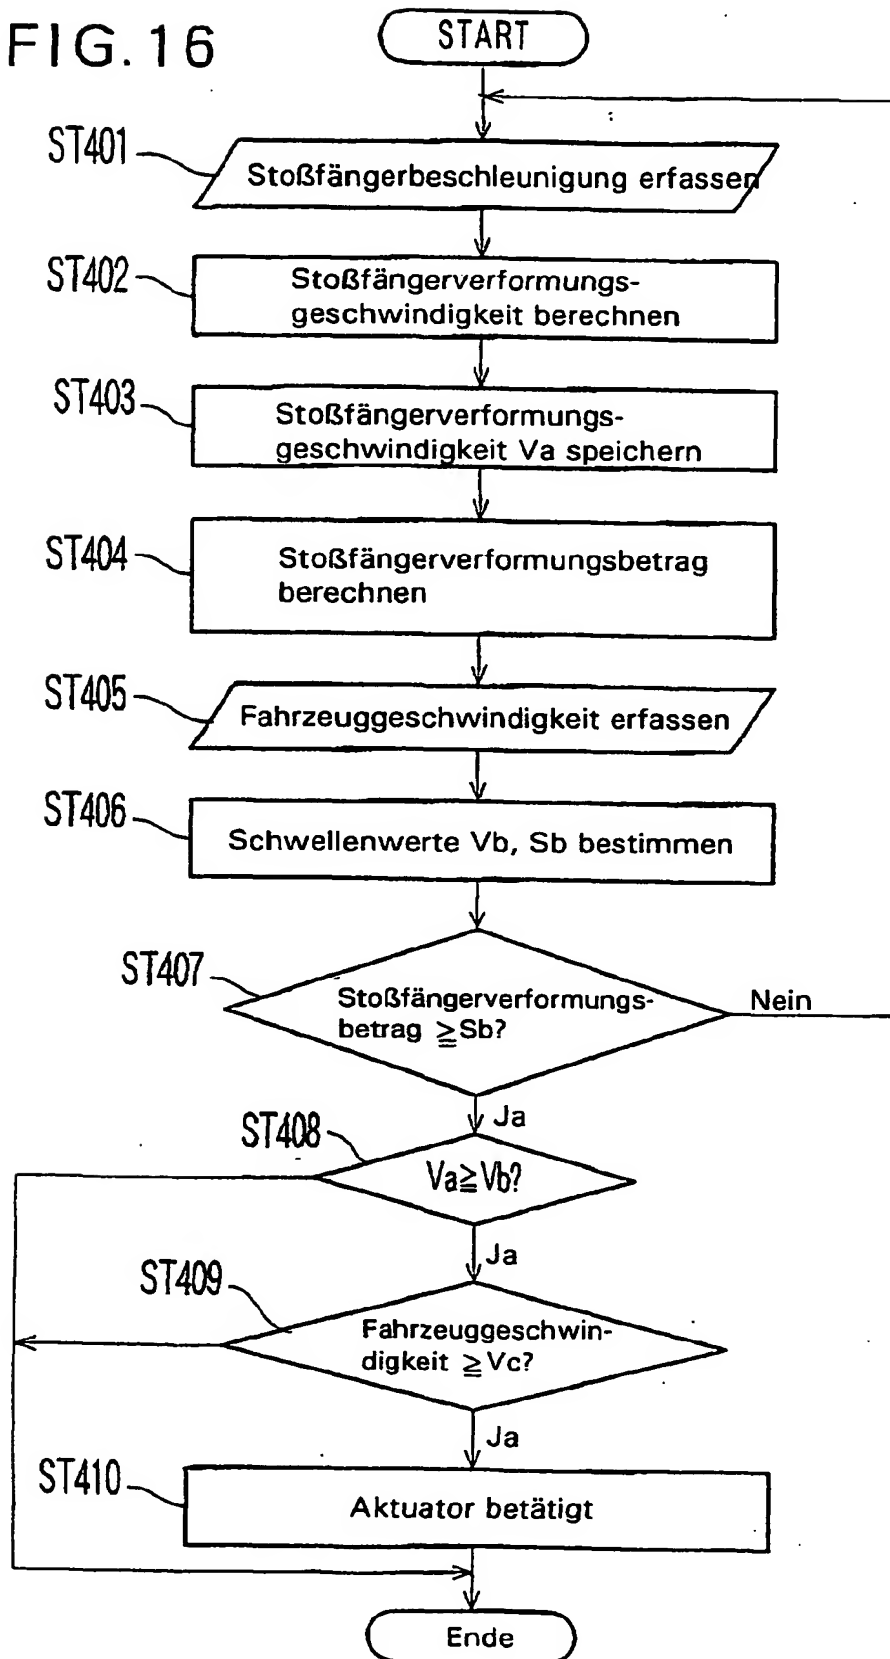 FIG. 16
START
ST401
Stoßfängerbeschleunigung erfassen
ST402
Stoßfängerverformungs-
geschwindigkeit berechnen
ST403
Stoßfängerverformungs-
geschwindigkeit Va speichern
ST404
Stoßfängerverformungsbetrag
berechnen
ST405
Fahrzeuggeschwindigkeit erfassen
ST406
Schwellenwerte Vb, Sb bestimmen
ST407
Stoßfängerverformungs-
betrag ≧Sb?
Nein
Ja
ST408
Va≧Vb?
Ja
ST409
Fahrzeuggeschwin-
digkeit ≧Vc?
Ja
ST410
Aktuator betätigt
Ende